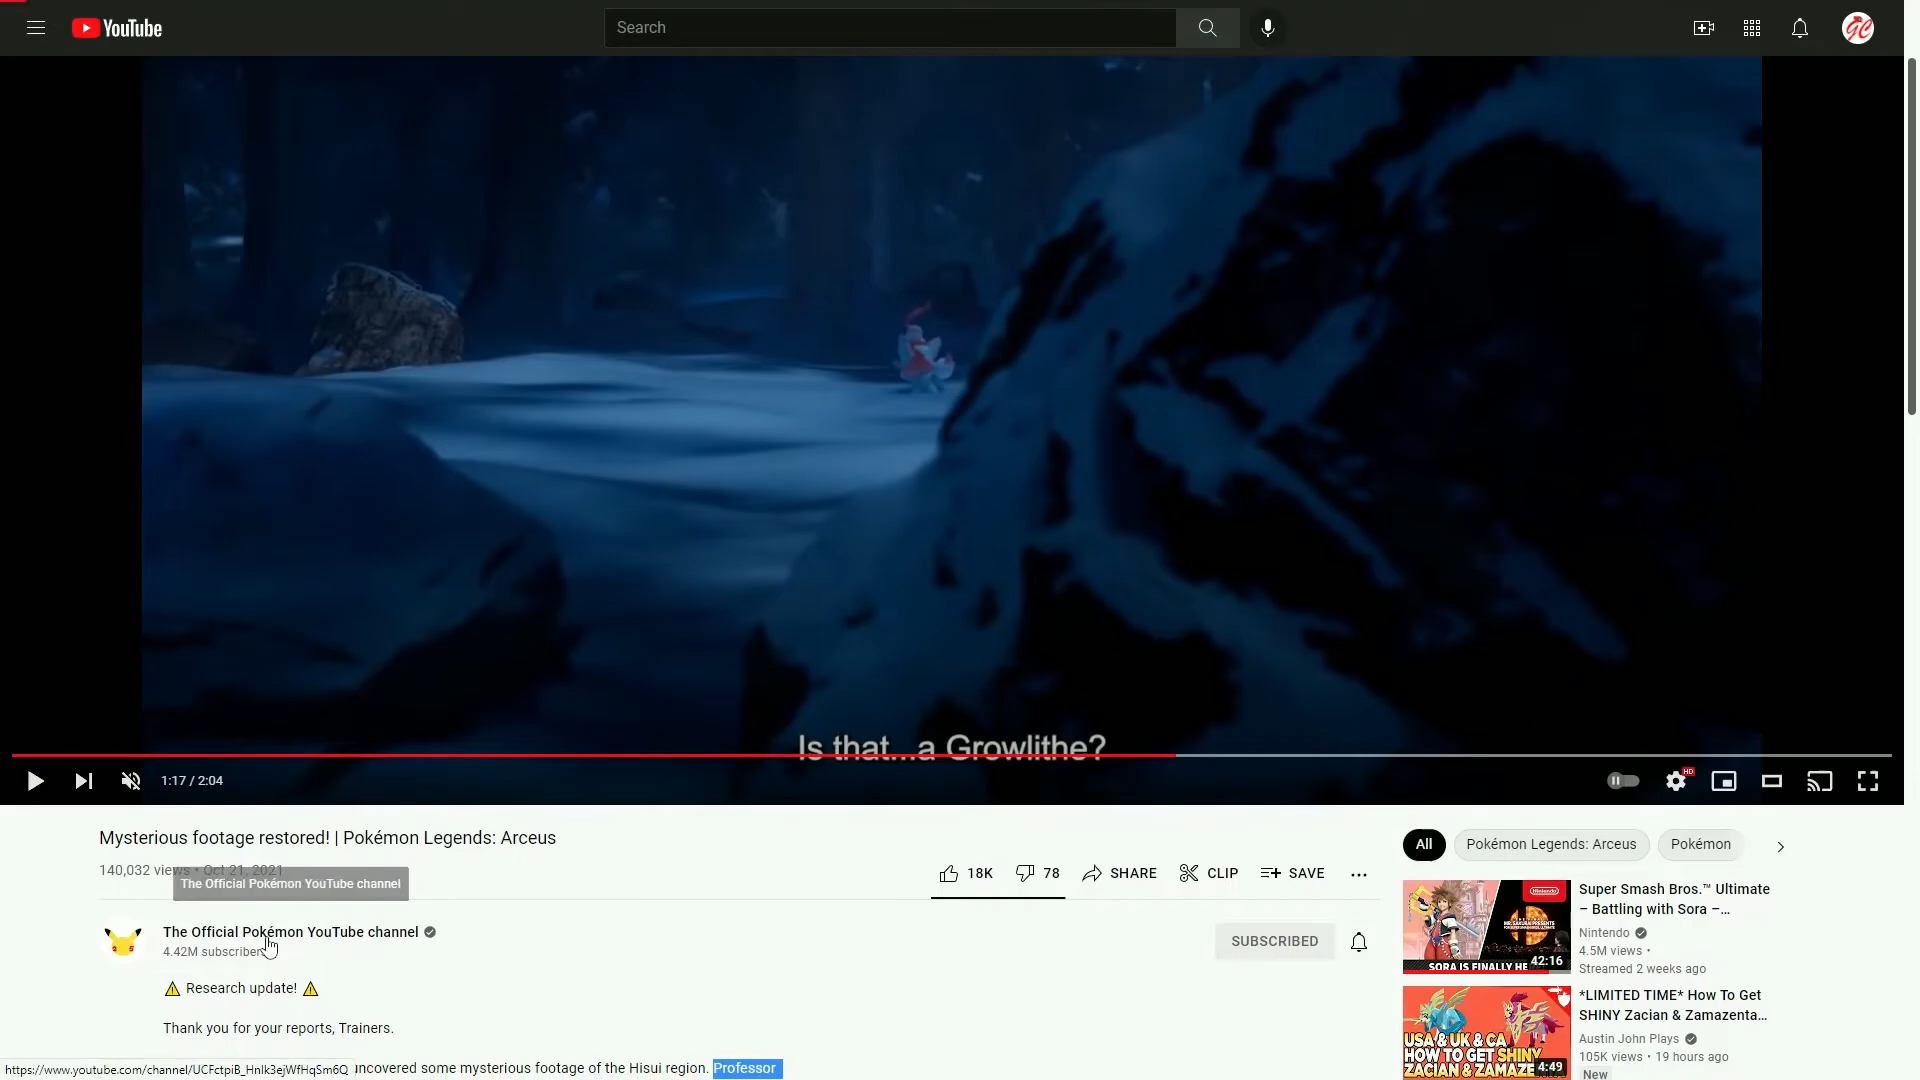 YouTube
Search
Is that...a Growlithe?
1:17 / 2:04
HD
Mysterious footage restored! | Pokémon Legends: Arceus
140,032 views • Oct 21, 2021
The Official Pokémon YouTube channel
18K
78
SHARE
CLIP
SAVE
The Official Pokémon YouTube channel
4.42M subscribers
SUBSCRIBED
Research update!
Thank you for your reports, Trainers.
uncovered some mysterious footage of the Hisui region. Professor
https://www.youtube.com/channel/UCFctpiB_Hnlk3ejWfHqSm6Q
All
Pokémon Legends: Arceus
Pokémon
Nintendo
SORA IS FINALLY HE
42:16
Super Smash Bros.™ Ultimate
– Battling with Sora –...
Nintendo
4.5M views •
Streamed 2 weeks ago
USA & UK & CA
HOW TO GET SHINY
ZACIAN & ZAMAZE
4:49
*LIMITED TIME* How To Get
SHINY Zacian & Zamazenta...
Austin John Plays
105K views • 19 hours ago
New